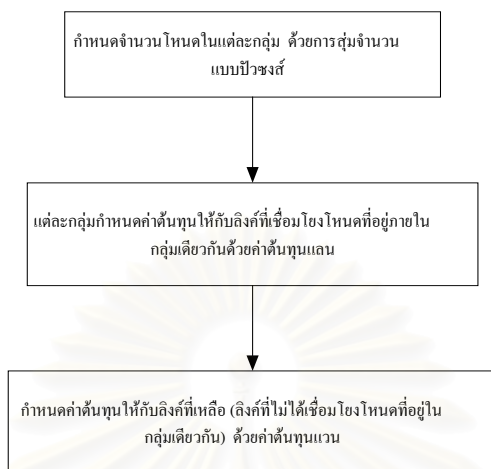 กำหนดจำนวนโหนดในแต่ละกลุ่ม ด้วยการสุ่มจำนวน
แบบปัวซงส์
แต่ละกลุ่มกำหนดค่าต้นทุนให้กับลิงค์ที่เชื่อมโยงโหนดที่อยู่ภายใน
กลุ่มเดียวกันด้วยค่าต้นทุนแลน
กำหนดค่าต้นทุนให้กับลิงค์ที่เหลือ (ลิงค์ที่ไม่ได้เชื่อมโยงโหนดที่อยู่ใน
กลุ่มเดียวกัน) ด้วยค่าต้นทุนแวน